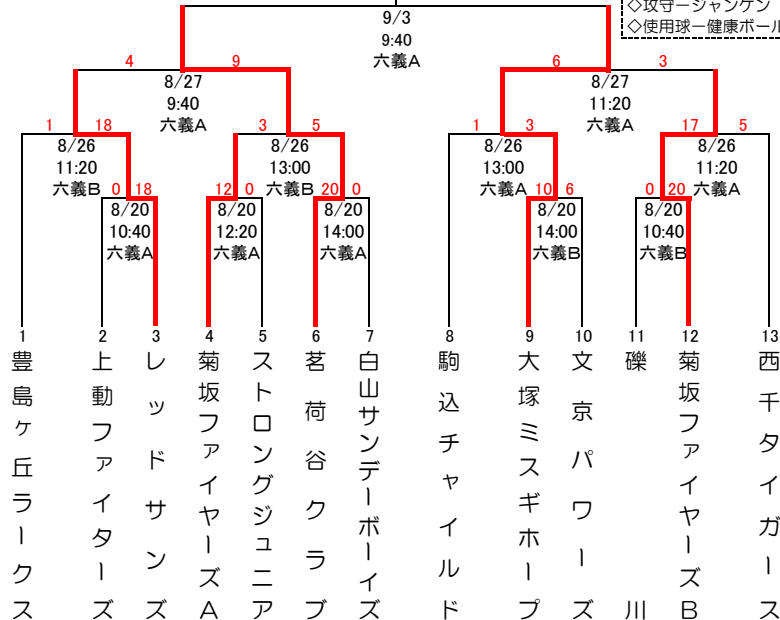 ◇攻守ージャンケン
◇使用球ー健康ボール
9/3
9:40
六義A
4 9
8/27
9:40
六義A
6 3
8/27
11:20
六義A
1 18
8/26
11:20
六義B
3 5
8/26
13:00
六義B
1 3
8/26
13:00
六義A
17 5
8/26
11:20
六義A
0 18
8/20
10:40
六義A
12 0
8/20
12:20
六義A
20 0
8/20
14:00
六義A
10 6
8/20
14:00
六義B
0 20
8/20
10:40
六義B
1 2 3 4 5 6 7 8 9 10 11 12 13
豊島ヶ丘ラークス
上動ファイターズ
レッドサンズ
菊坂ファイヤーズA
ストロングジュニア
茗荷谷クラブ
白山サンデーボーイズ
駒込チャイルド
大塚ミスギホープ
文京パワーズ
礫川
菊坂ファイヤーズB
西千タイガース